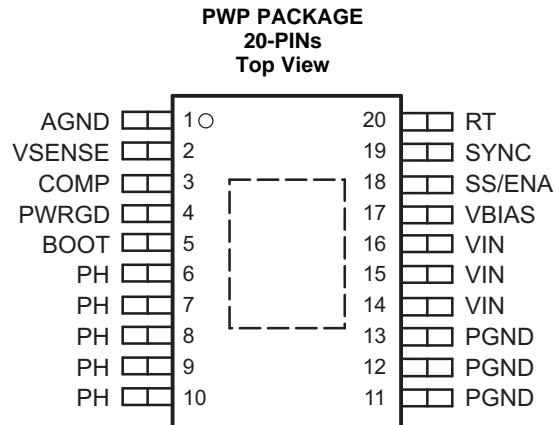 PWP PACKAGE
20-PINs
Top View
AGND 1 20 RT
VSENSE 2 19 SYNC
COMP 3 18 SS/ENA
PWRGD 4 17 VBIAS
BOOT 5 16 VIN
PH 6 15 VIN
PH 7 14 VIN
PH 8 13 PGND
PH 9 12 PGND
PH 10 11 PGND